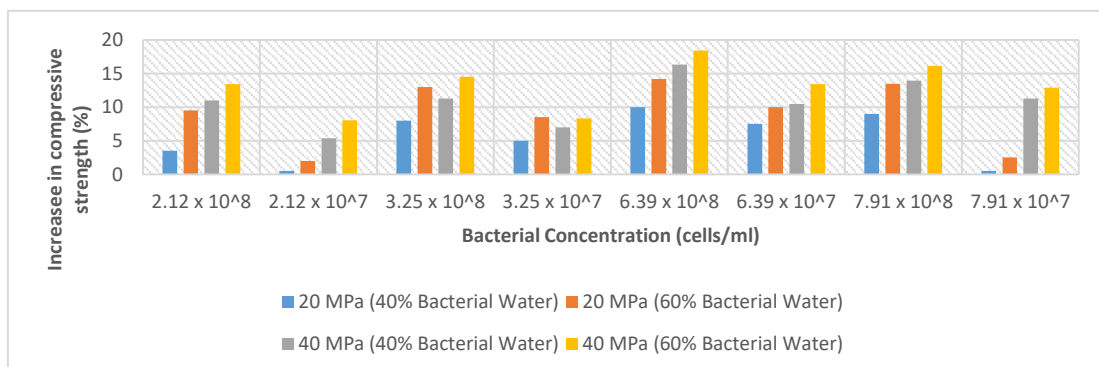 Increasee in compressive
strength (%)
20
15
10
5
0
2.12 x 10^8 2.12 x 10^7 3.25 x 10^8 3.25 x 10^7 6.39 x 10^8 6.39 x 10^7 7.91 x 10^8 7.91 x 10^7
Bacterial Concentration (cells/ml)
20 MPa (40% Bacterial Water) 20 MPa (60% Bacterial Water)
40 MPa (40% Bacterial Water) 40 MPa (60% Bacterial Water)